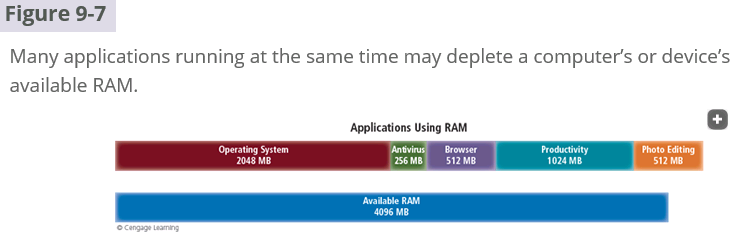 Figure 9-7
Many applications running at the same time may deplete a computer’s or device’s
available RAM.
Applications Using RAM
Operating System
2048 MB
Antivirus
256 MB
Browser
512 MB
Productivity
1024 MB
Photo Editing
512 MB
Available RAM
4096 MB
© Cengage Learning